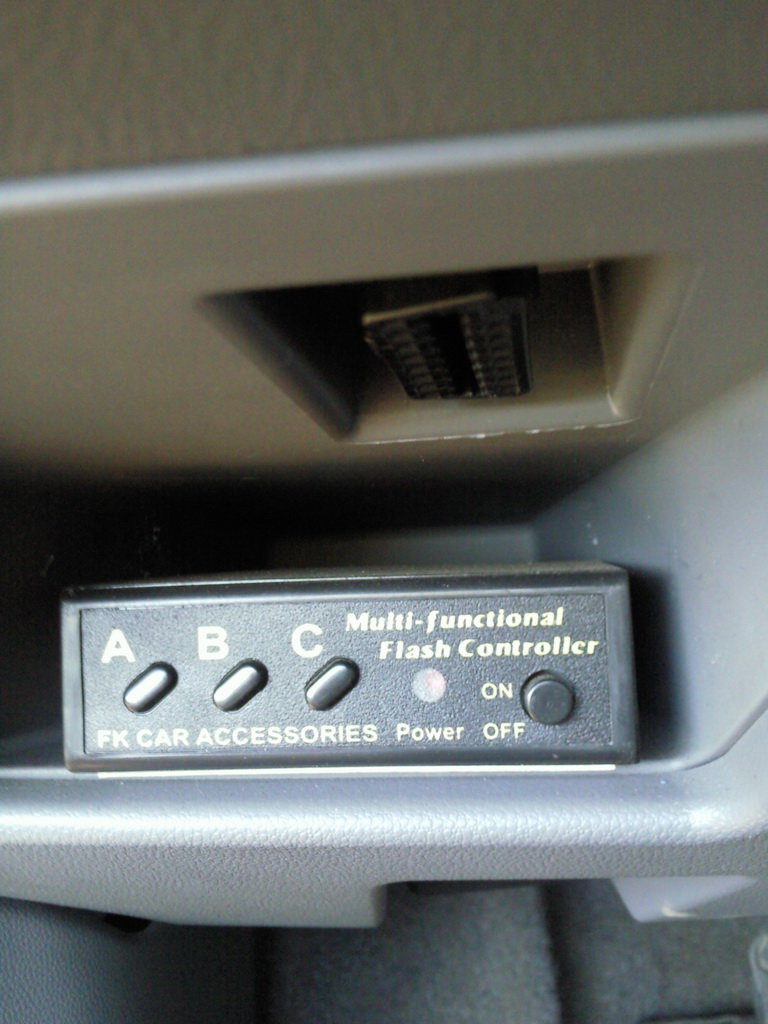 A B C Multi-functional
Flash Controller
ON
FK CAR ACCESSORIES Power OFF